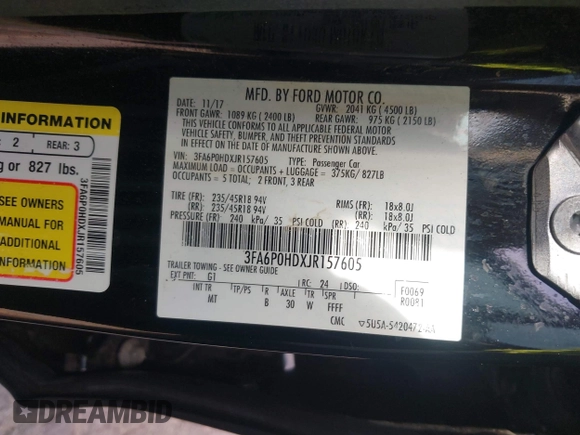 MFD. BY FORD MOTOR CO.
DATE: 11/17 GVWR: 2041 KG (4500 LB)
FRONT GAWR: 1089 KG (2400 LB) REAR GAWR: 975 KG (2150 LB)
THIS VEHICLE CONFORMS TO ALL APPLICABLE FEDERAL MOTOR
VEHICLE SAFETY, BUMPER, AND THEFT PREVENTION STANDARDS
IN EFFECT ON THE DATE OF MANUFACTURE SHOWN ABOVE.
VIN: 3FA6P0HDXJR157605 TYPE: Passenger Car
MAXIMUM LOAD = OCCUPANTS + LUGGAGE = 375KG/ 827LB
OCCUPANTS = 5 TOTAL: 2 FRONT, 3 REAR
TIRE (FR): 235/45R18 94V RIMS (FR): 18x8.0J
(RR): 235/45R18 94V (RR): 18x8.0J
PRESSURE (FR) 240 kPa/ 35 PSI COLD (RR) 240 kPa/ 35 PSI COLD
3FA6P0HDXJR157605
TRAILER TOWING - SEE OWNER GUIDE
EXT PNT: G1 RC: 24 DSO: F0069
R0081
INT TR TP/PS R AXLE TR SPR
MT B 30 W FFFF
CMC ▽5U5A-5420472-AA
INFORMATION
2 REAR: 3
g or 827 lbs.
SEE OWNERS
MANUAL FOR
ADDITIONAL
INFORMATION
3FA6P0HDXJR157605
DREAMBID